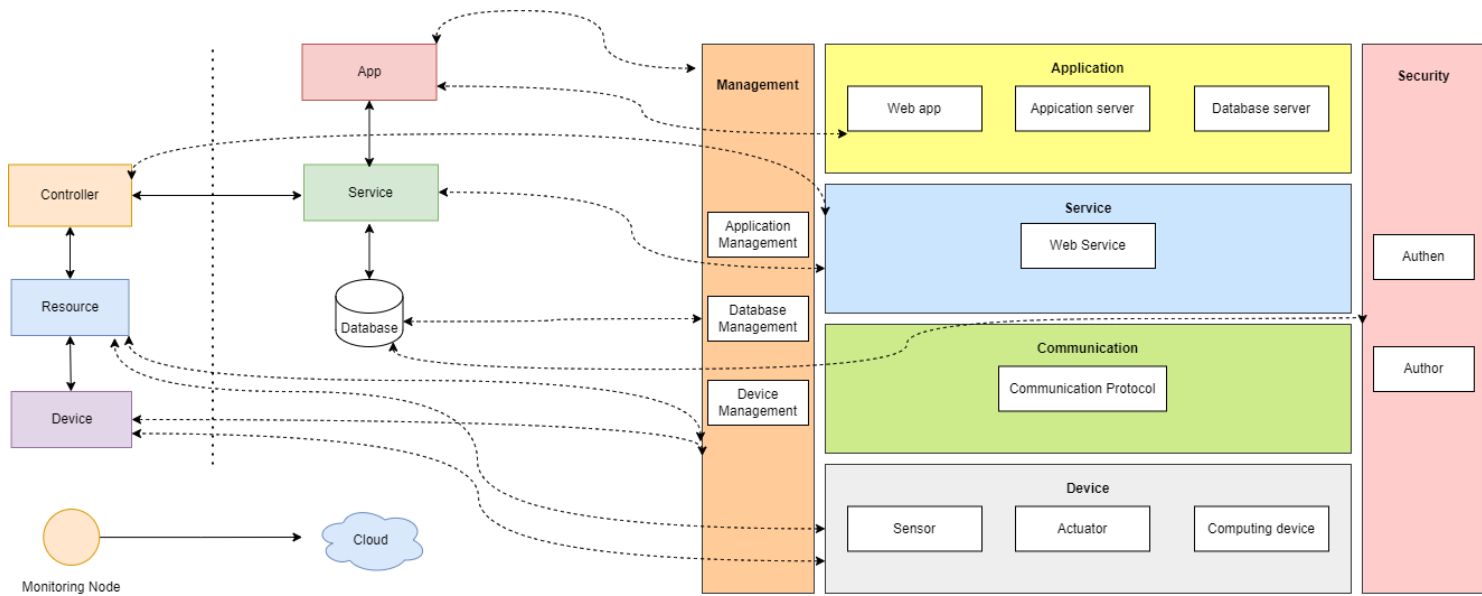 App
Controller
Service
Resource
Database
Device
Monitoring Node
Cloud
Management
Application
Management
Database
Management
Device
Management
Application
Web app
Appication server
Database server
Service
Web Service
Communication
Communication Protocol
Device
Sensor
Actuator
Computing device
Security
Authen
Author